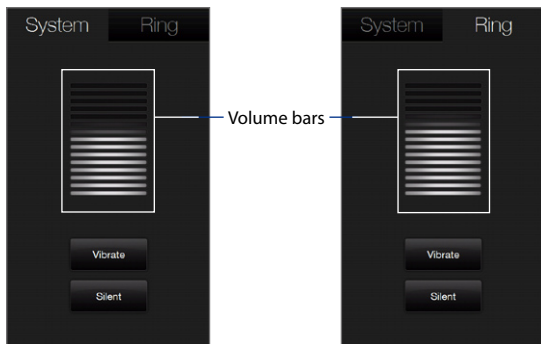 System Ring
System Ring
Volume bars
Vibrate
Vibrate
Silent
Silent